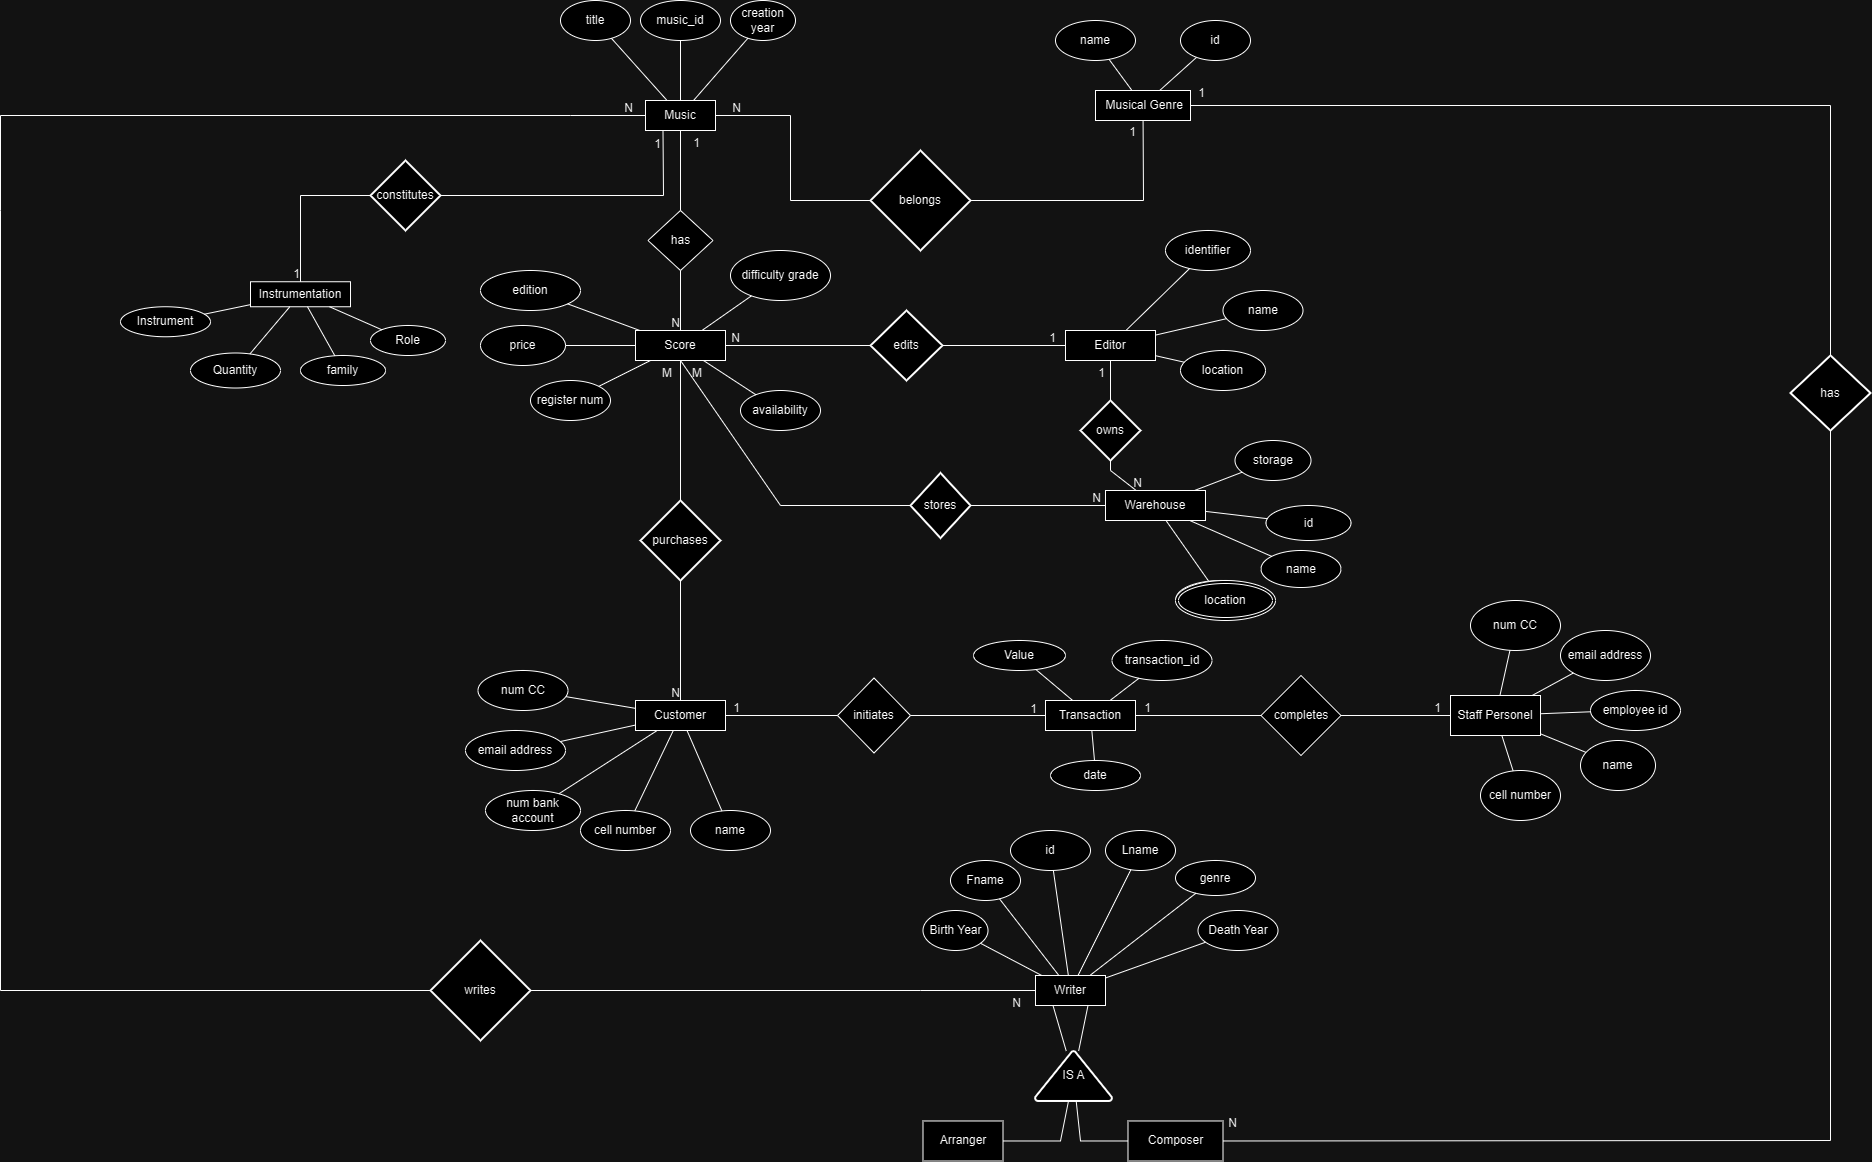 title
music_id
creation
year
name
id
Musical Genre
1
N
Music
N
1
1
1
constitutes
belongs
has
identifier
1
Instrumentation
difficulty grade
edition
name
Instrument
N
Role
Score
N
edits
1
Editor
price
Quantity
family
M
M
1
location
register num
availability
has
owns
storage
N
N
stores
Warehouse
id
purchases
name
location
num CC
Value
transaction_id
email address
num CC
N
Customer
1
initiates
1
Transaction
1
completes
1
Staff Personel
employee id
email address
name
date
num bank
account
cell number
name
cell number
id
Lname
Fname
genre
Birth Year
Death Year
writes
Writer
N
IS A
N
Arranger
Composer